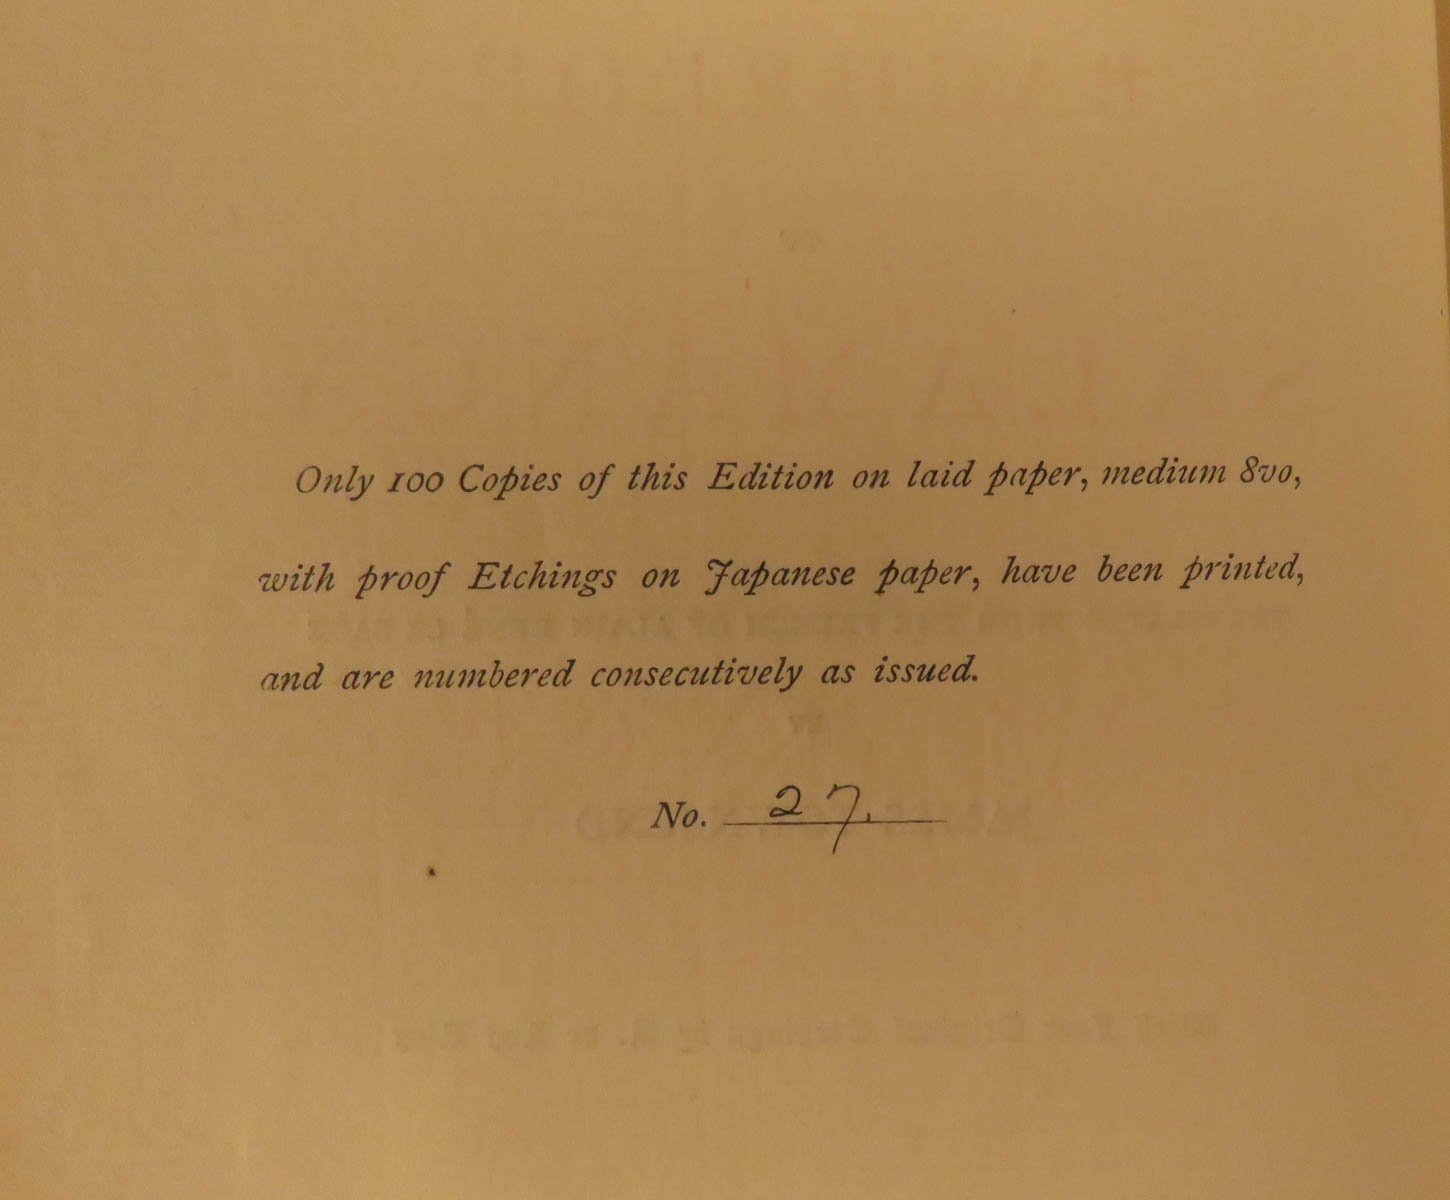 Only 100 Copies of this Edition on laid paper, medium 8vo,
with proof Etchings on Japanese paper, have been printed,
and are numbered consecutively as issued.
No. 27.